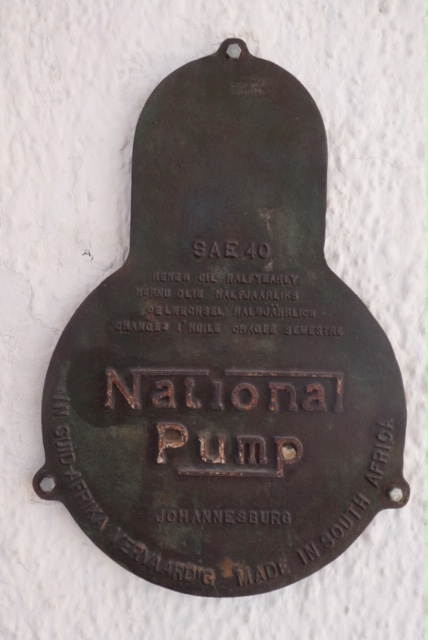 SAE 40
RENEW OIL HALFYEARLY
HERNU OLIE HALFJAARLIKS
OELWECHSEL HALBJÄHRLICH
CHANGEZ L'HUILE CHAQUE SEMESTRE
National
Pump
JOHANNESBURG
IN SUID AFRIKA VERVAARDIG
MADE IN SOUTH AFRICA